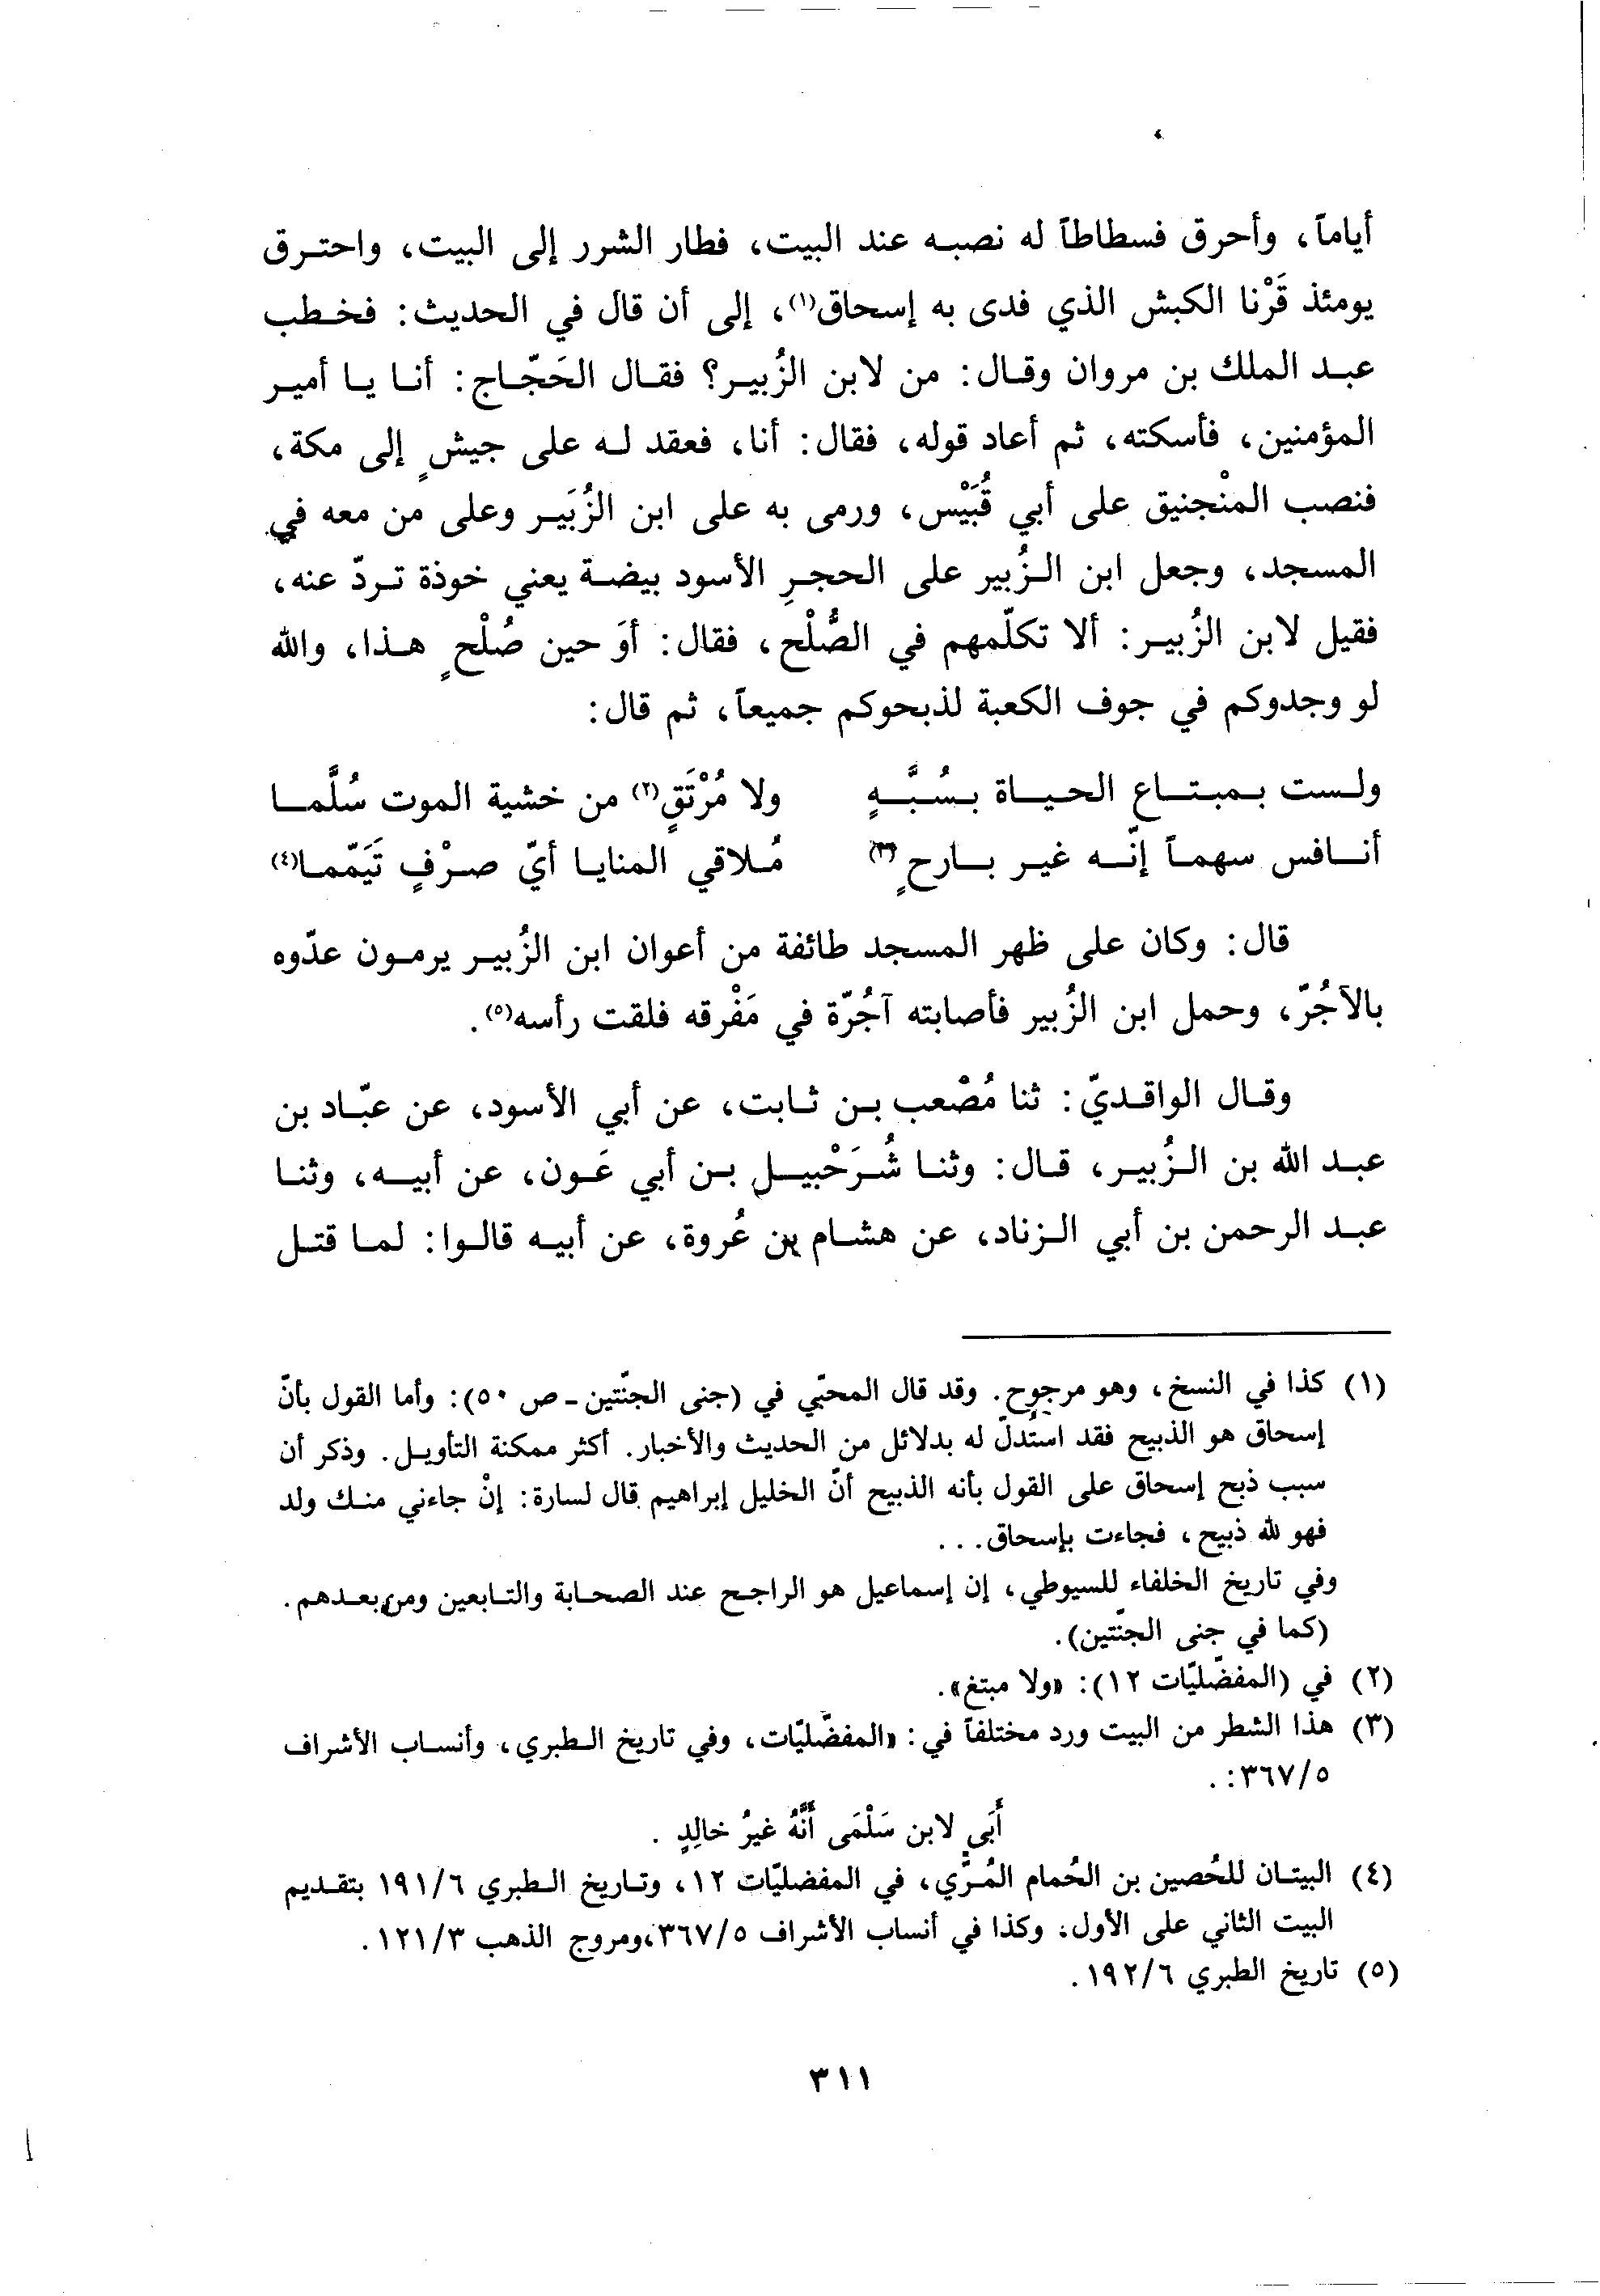 أياماً، وأحرق فسطاطاً له نصبه عند البيت، فطار الشرر إلى البيت، واحترق
يومئذ قَرْنا الكبش الذي فدى به إسحاق(١)، إلى أن قال في الحديث: فخطب
عبد الملك بن مروان وقال: من لابن الزُبير؟ فقال الحَجّاج: أنا يا أمير
المؤمنين، فأسكته، ثم أعاد قوله، فقال: أنا، فعقد له على جيشٍ إلى مكة،
فنصب المنْجنيق على أبي قُبَيْس، ورمى به على ابن الزُبَير وعلى من معه في
المسجد، وجعل ابن الزُبير على الحجرِ الأسود بيضة يعني خوذة تردّ عنه،
فقيل لابن الزُبير: ألا تكلّمهم في الصُّلْح، فقال: أوَ حين صُلْحٍ هذا، والله
لو وجدوكم في جوف الكعبة لذبحوكم جميعاً، ثم قال:
ولست بمبتاع الحياة بسُبَّهٍ ولا مُرْتَقٍ(٢) من خشية الموت سُلَّما
أنافس سهماً إنّه غير بارحٍ(٣) مُلاقي المنايا أيّ صرْفٍ تَيَمّما(٤)
قال: وكان على ظهر المسجد طائفة من أعوان ابن الزُبير يرمون عدّوه
بالآجُرّ، وحمل ابن الزُبير فأصابته آجُرّة في مَفْرقه فلقت رأسه(٥).
وقال الواقديّ: ثنا مُصْعب بن ثابت، عن أبي الأسود، عن عبّاد بن
عبد الله بن الزُبير، قال: وثنا شُرَحْبيل بن أبي عَون، عن أبيه، وثنا
عبد الرحمن بن أبي الزناد، عن هشام بن عُروة، عن أبيه قالوا: لما قتل
(١) كذا في النسخ، وهو مرجوح. وقد قال المحبّي في (جنى الجنّتين - ص ٥٠): وأما القول بأنّ
إسحاق هو الذبيح فقد استُدلّ له بدلائل من الحديث والأخبار. أكثر ممكنة التأويل. وذكر أن
سبب ذبح إسحاق على القول بأنه الذبيح أنّ الخليل إبراهيم قال لسارة: إنْ جاءني منك ولد
فهو لله ذبيح، فجاءت بإسحاق...
وفي تاريخ الخلفاء للسيوطي، إن إسماعيل هو الراجح عند الصحابة والتابعين ومن بعدهم.
(كما في جنى الجنّتين).
(٢) في (المفضّليّات ١٢): «ولا مبتغ».
(٣) هذا الشطر من البيت ورد مختلفاً في: «المفضّليّات، وفي تاريخ الطبري، وأنساب الأشراف
٣٦٧/٥: .
أَبَى لابن سَلْمَى أَنَّهُ غيرُ خالِدٍ .
(٤) البيتان للحُصين بن الحُمام المُرّي، في المفضليّات ١٢، وتاريخ الطبري ١٩١/٦ بتقديم
البيت الثاني على الأول. وكذا في أنساب الأشراف ٣٦٧/٥،ومروج الذهب ١٢١/٣.
(٥) تاريخ الطبري ١٩٢/٦.
٣١١